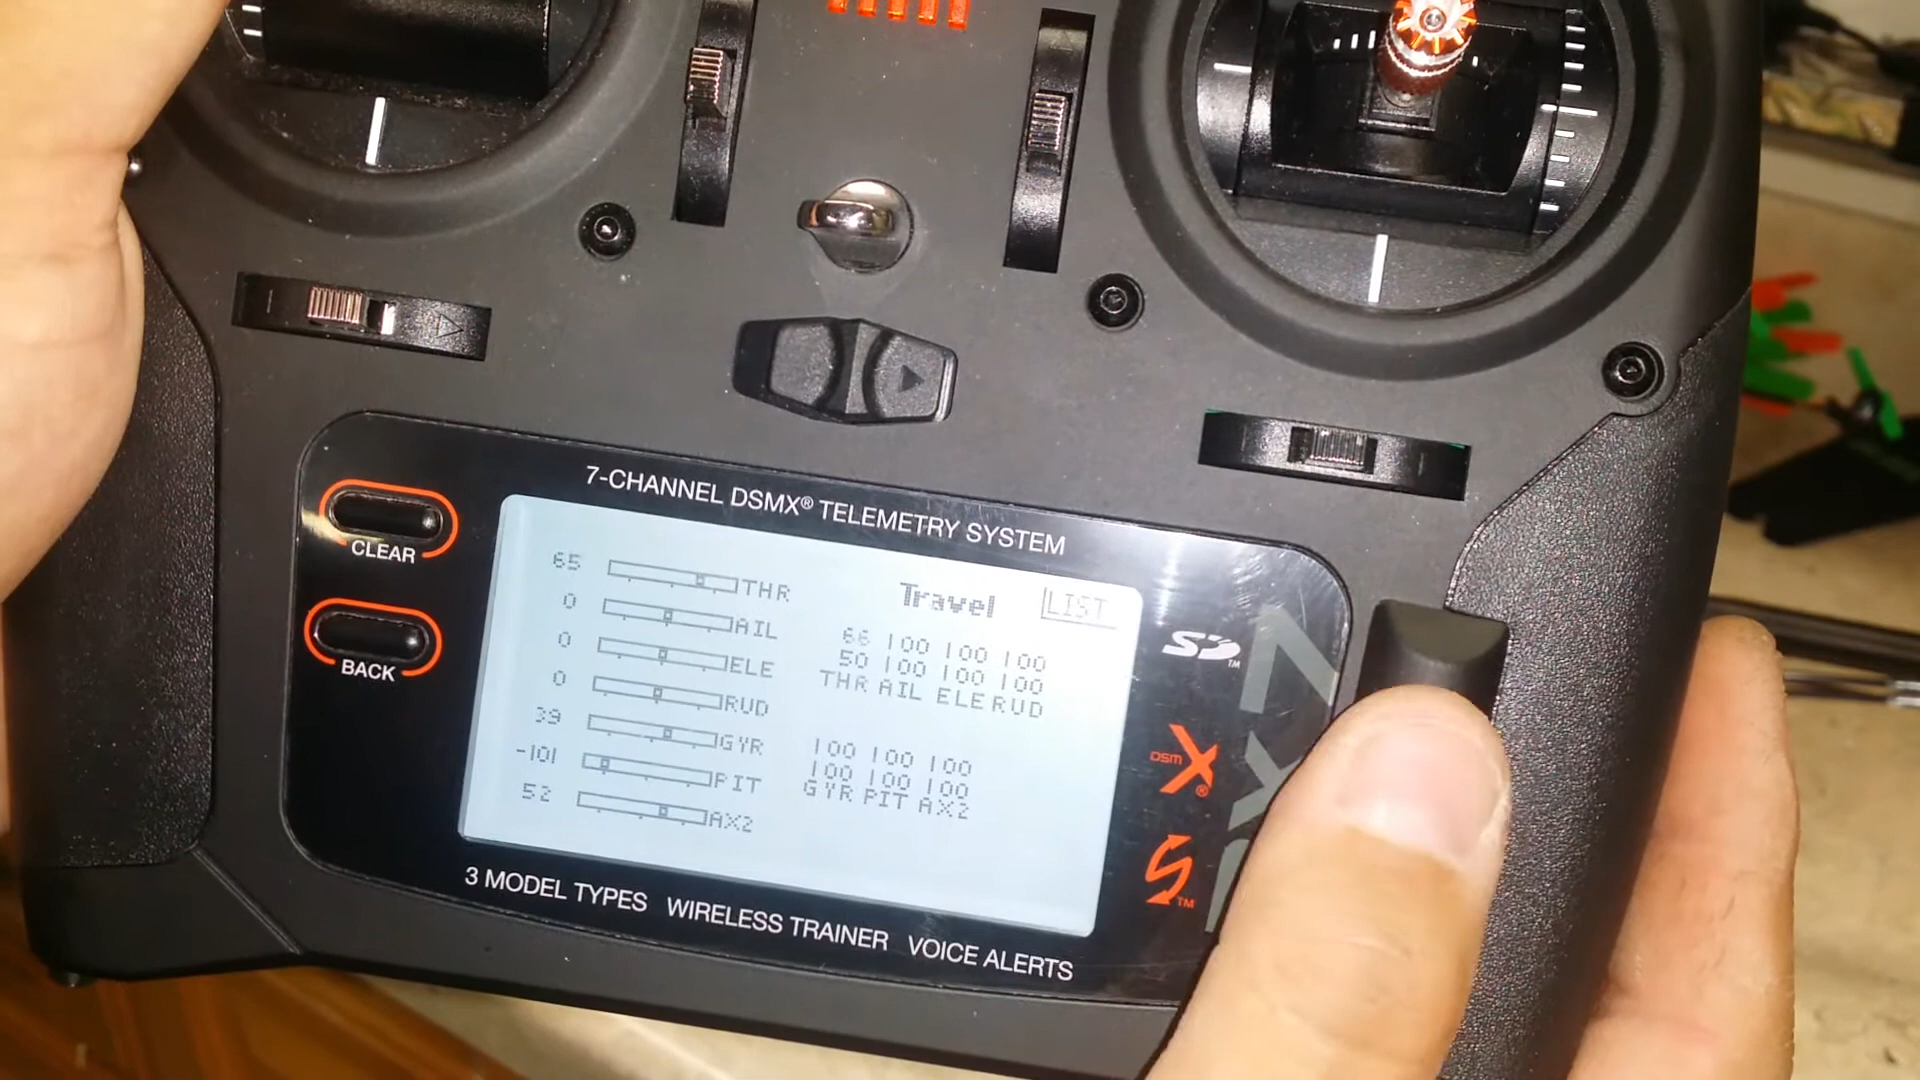 7-CHANNEL DSMX® TELEMETRY SYSTEM
CLEAR
BACK
65 THR
0 AIL
0 ELE
0 RUD
39 GYR
-101 PIT
52 AX2
Travel LIST
66 100 100 100
50 100 100 100
THR AIL ELE RUD
100 100 100
100 100 100
GYR PIT AX2
SD™
DSM X®
™
3 MODEL TYPES WIRELESS TRAINER VOICE ALERTS